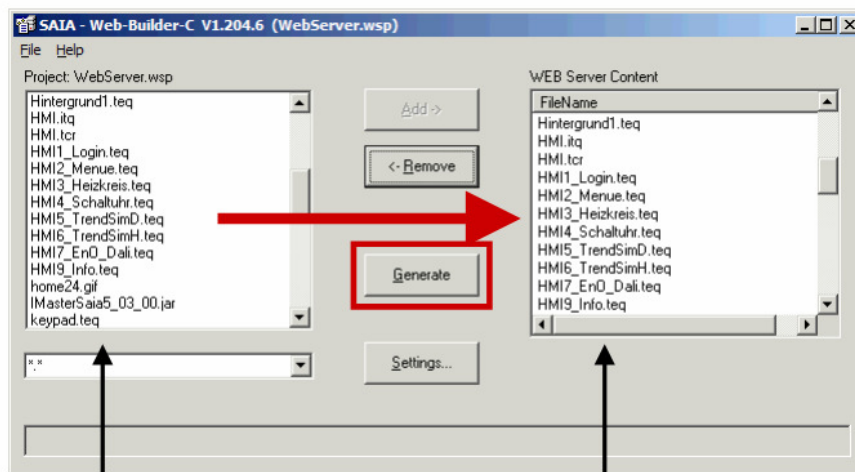 SAIA - Web-Builder-C V1.204.6 (WebServer.wsp)
File Help
Project: WebServer.wsp
Hintergrund1.teq
HMI.itq
HMI.tcr
HMI1_Login.teq
HMI2_Menue.teq
HMI3_Heizkreis.teq
HMI4_Schaltuhr.teq
HMI5_TrendSimD.teq
HMI6_TrendSimH.teq
HMI7_EnO_Dali.teq
HMI9_Info.teq
home24.gif
IMasterSaia5_03_00.jar
keypad.teq
*.*
Add ->
<- Remove
Generate
Settings...
WEB Server Content
FileName
Hintergrund1.teq
HMI.itq
HMI.tcr
HMI1_Login.teq
HMI2_Menue.teq
HMI3_Heizkreis.teq
HMI4_Schaltuhr.teq
HMI5_TrendSimD.teq
HMI6_TrendSimH.teq
HMI7_EnO_Dali.teq
HMI9_Info.teq